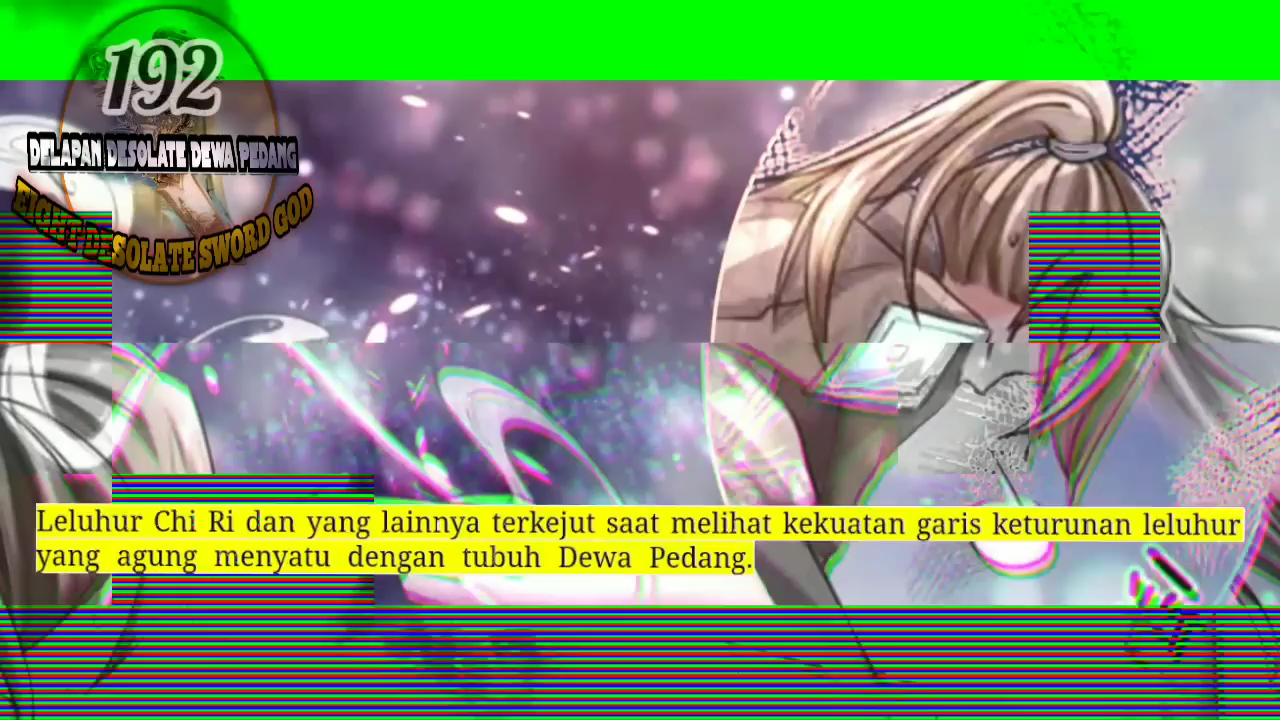 192
DELAPAN DESOLATE DEWA PEDANG
EIGHT DESOLATE SWORD GOD
Leluhur Chi Ri dan yang lainnya terkejut saat melihat kekuatan garis keturunan leluhur
yang agung menyatu dengan tubuh Dewa Pedang.